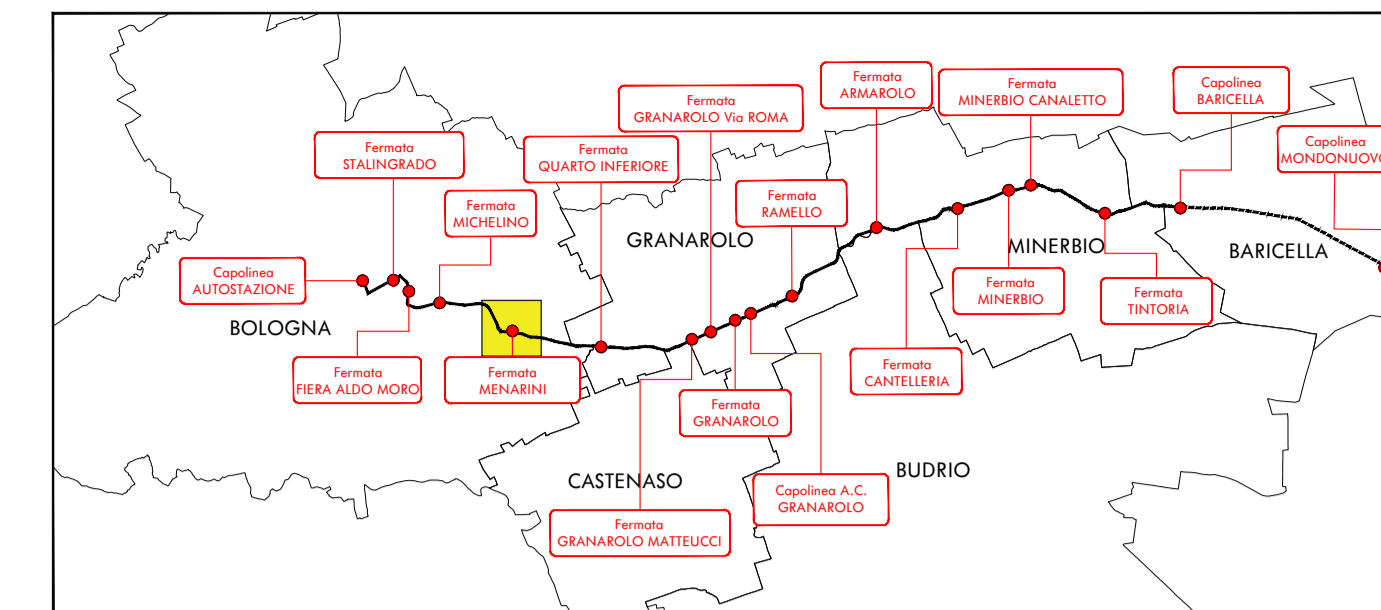 Fermata
ARMAROLO
Fermata
MINERBIO CANALETTO
Capolinea
BARICELLA
Fermata
GRANAROLO Via ROMA
Fermata
STALINGRADO
Fermata
QUARTO INFERIORE
Capolinea
MONDONUOVO
Fermata
MICHELINO
Fermata
RAMELLO
GRANAROLO
MINERBIO
BARICELLA
Capolinea
AUTOSTAZIONE
Fermata
MINERBIO
Fermata
TINTORIA
BOLOGNA
Fermata
FIERA ALDO MORO
Fermata
MENARINI
Fermata
CANTELLERIA
Fermata
GRANAROLO
CASTENASO
BUDRIO
Capolinea A.C.
GRANAROLO
Fermata
GRANAROLO MATTEUCCI